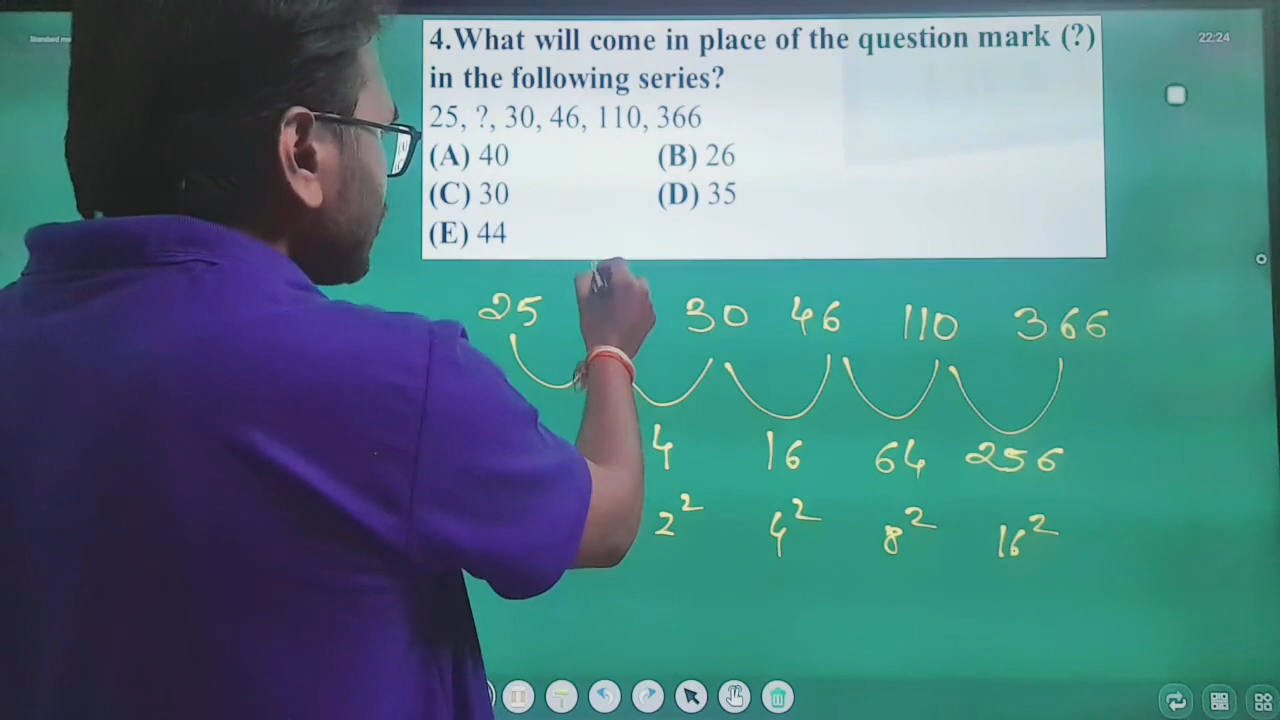 22:24
4.What will come in place of the question mark (?)
in the following series?
25, ?, 30, 46, 110, 366
(A) 40 (B) 26
(C) 30 (D) 35
(E) 44
25 30 46 110 366
4 16 64 256
2² 4² 8² 16²